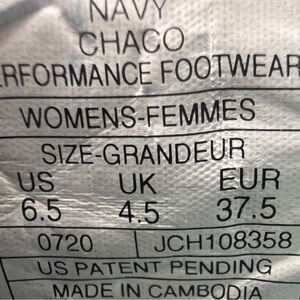 NAVY
CHACO
ERFORMANCE FOOTWEAR
WOMENS-FEMMES
SIZE-GRANDEUR
US UK EUR
6.5 4.5 37.5
0720 JCH108358
US PATENT PENDING
MADE IN CAMBODIA